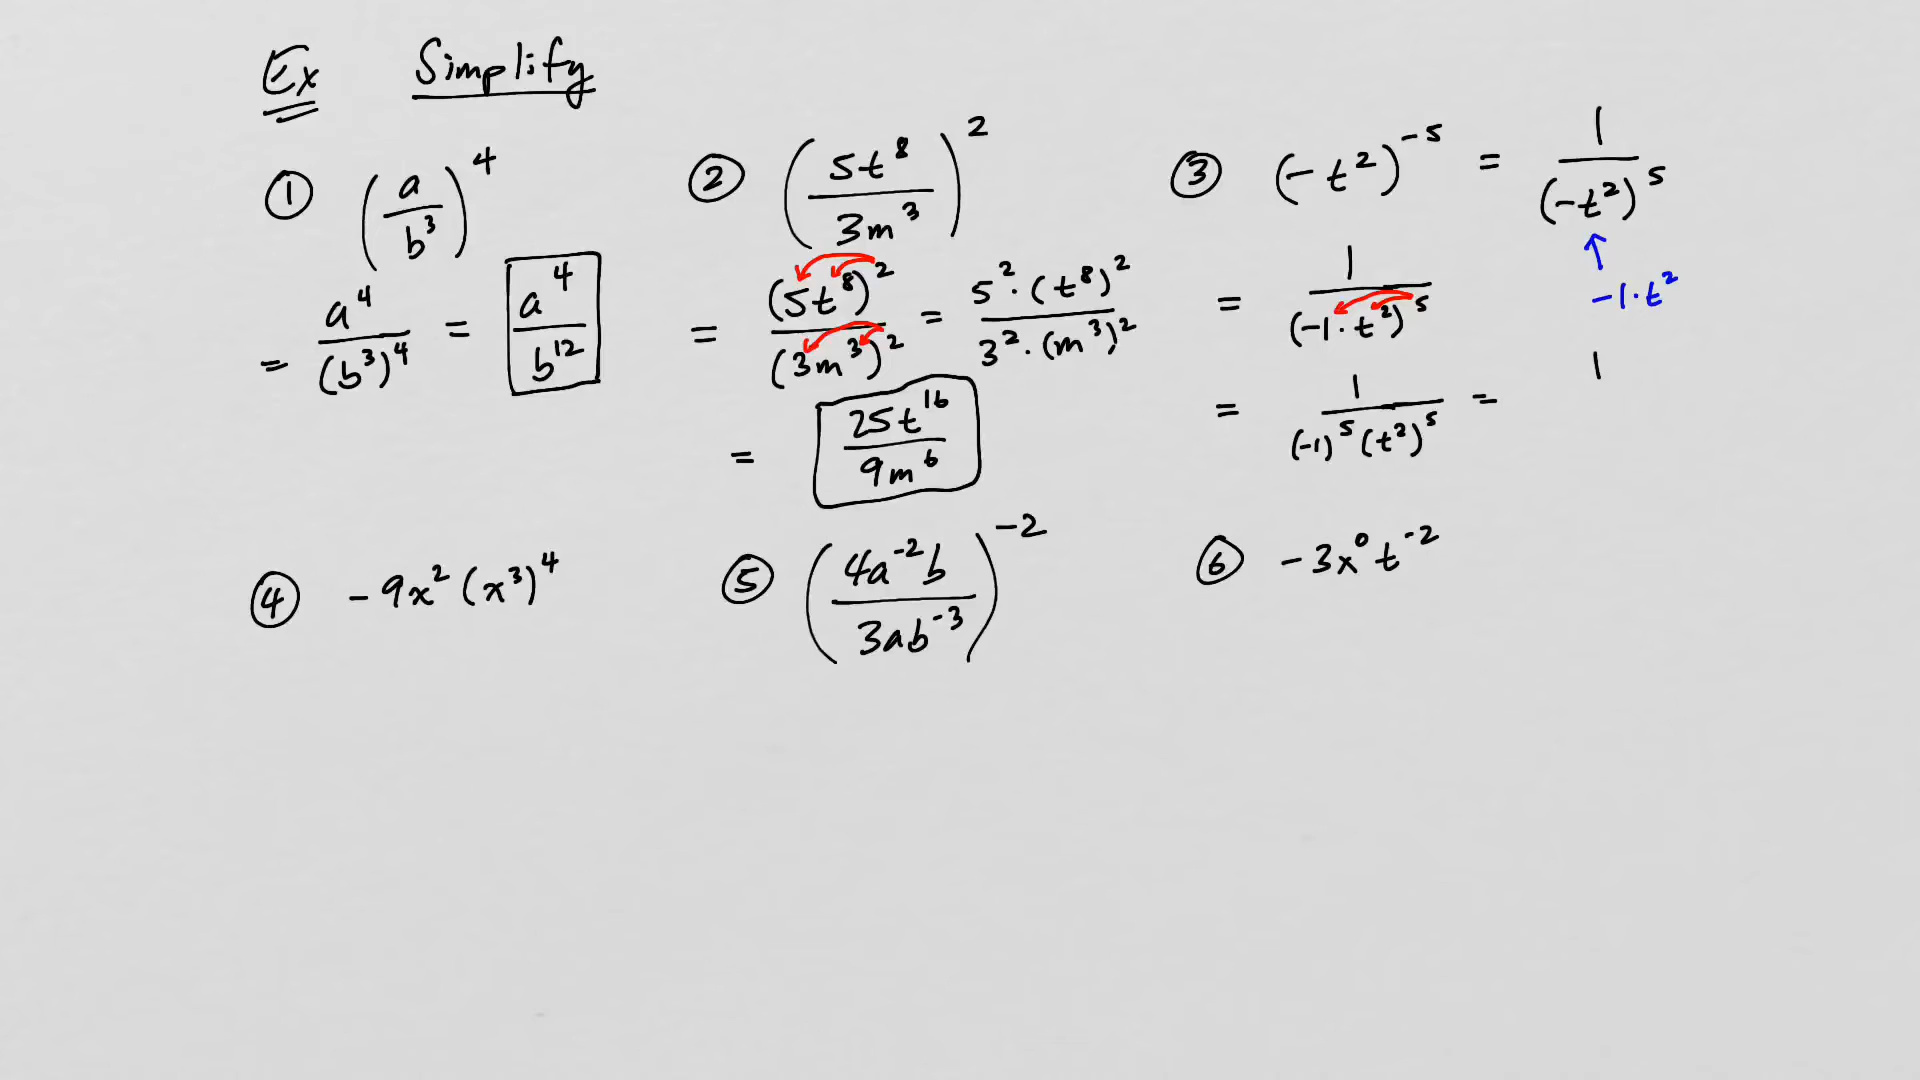 Ex Simplify
① (a/b³)⁴
= a⁴/(b³)⁴ = a⁴/b¹²
② (5t⁸/3m³)²
= (5t⁸)²/(3m³)² = 5²·(t⁸)²/3²·(m³)²
= 25t¹⁶/9m⁶
③ (-t²)⁻⁵ = 1/(-t²)⁵
-1·t²
= 1/(-1·t²)⁵
= 1/(-1)⁵(t²)⁵ = 1
④ -9x²(x³)⁴
⑤ (4a⁻²b/3ab⁻³)⁻²
⑥ -3x⁰t⁻²